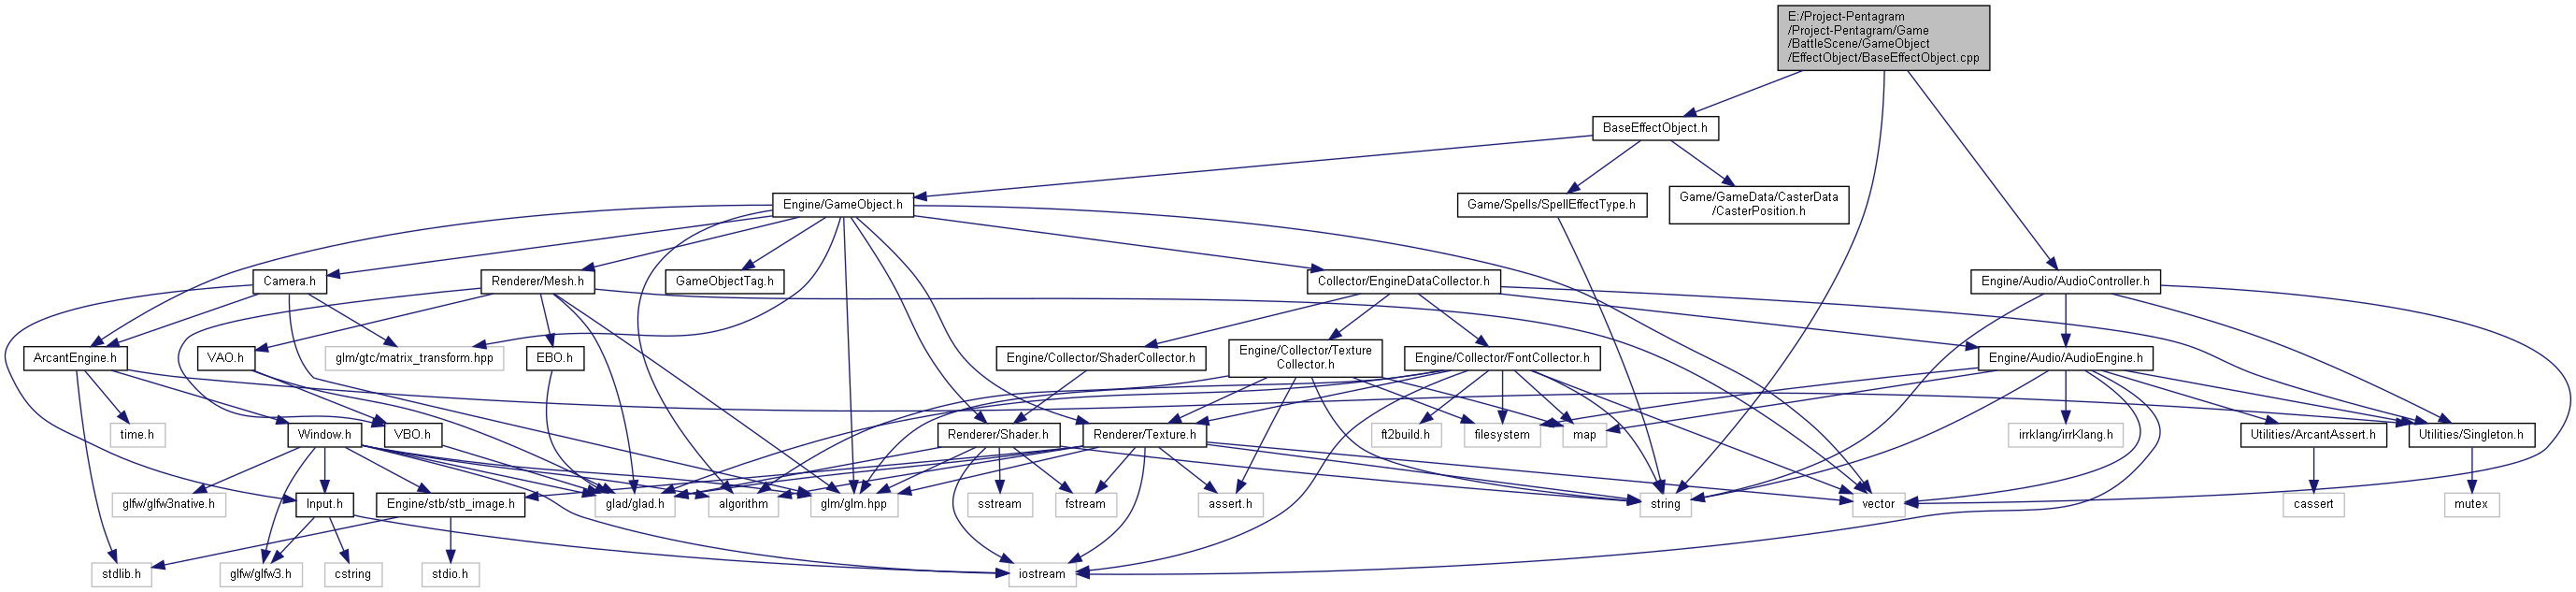 E:/Project-Pentagram
/Project-Pentagram/Game
/BattleScene/GameObject
/EffectObject/BaseEffectObject.cpp
BaseEffectObject.h
Engine/GameObject.h
Game/Spells/SpellEffectType.h
Game/GameData/CasterData
/CasterPosition.h
Camera.h
Renderer/Mesh.h
GameObjectTag.h
Collector/EngineDataCollector.h
Engine/Audio/AudioController.h
ArcantEngine.h
VAO.h
glm/gtc/matrix_transform.hpp
EBO.h
Engine/Collector/ShaderCollector.h
Engine/Collector/Texture
Collector.h
Engine/Collector/FontCollector.h
Engine/Audio/AudioEngine.h
time.h
Window.h
VBO.h
Renderer/Shader.h
Renderer/Texture.h
ft2build.h
filesystem
map
irrklang/irrKlang.h
Utilities/ArcantAssert.h
Utilities/Singleton.h
glfw/glfw3native.h
Input.h
Engine/stb/stb_image.h
glad/glad.h
algorithm
glm/glm.hpp
sstream
fstream
assert.h
string
vector
cassert
mutex
stdlib.h
glfw/glfw3.h
cstring
stdio.h
iostream